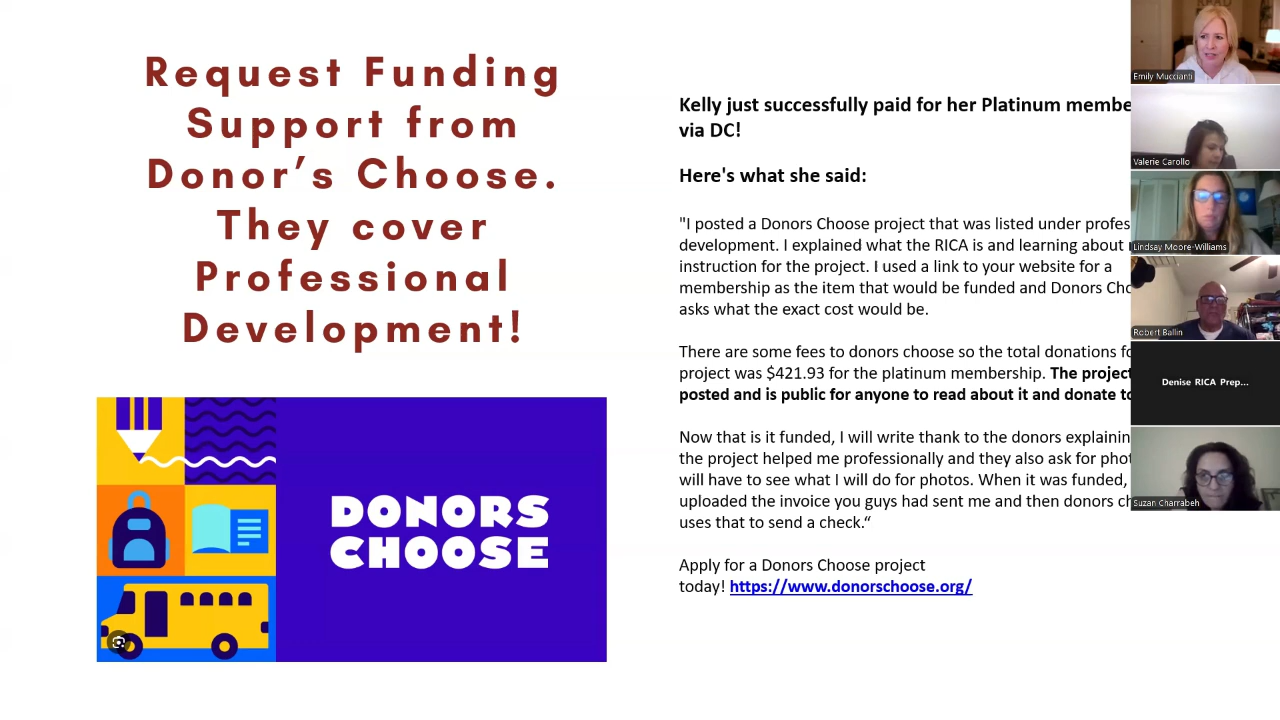 Request Funding
Support from
Donor’s Choose.
They cover
Professional
Development!
DONORS
CHOOSE
Kelly just successfully paid for her Platinum membe
via DC!
Here's what she said:
"I posted a Donors Choose project that was listed under profes
development. I explained what the RICA is and learning about
instruction for the project. I used a link to your website for a
membership as the item that would be funded and Donors Cho
asks what the exact cost would be.
There are some fees to donors choose so the total donations fo
project was $421.93 for the platinum membership. The project
posted and is public for anyone to read about it and donate to
Now that is it funded, I will write thank to the donors explainin
the project helped me professionally and they also ask for phot
will have to see what I will do for photos. When it was funded,
uploaded the invoice you guys had sent me and then donors ch
uses that to send a check.“
Apply for a Donors Choose project
today! https://www.donorschoose.org/
Emily Muccianti
Valerie Carollo
Lindsay Moore-Williams
Robert Ballin
Denise RICA Prep...
Suzan Charrabeh